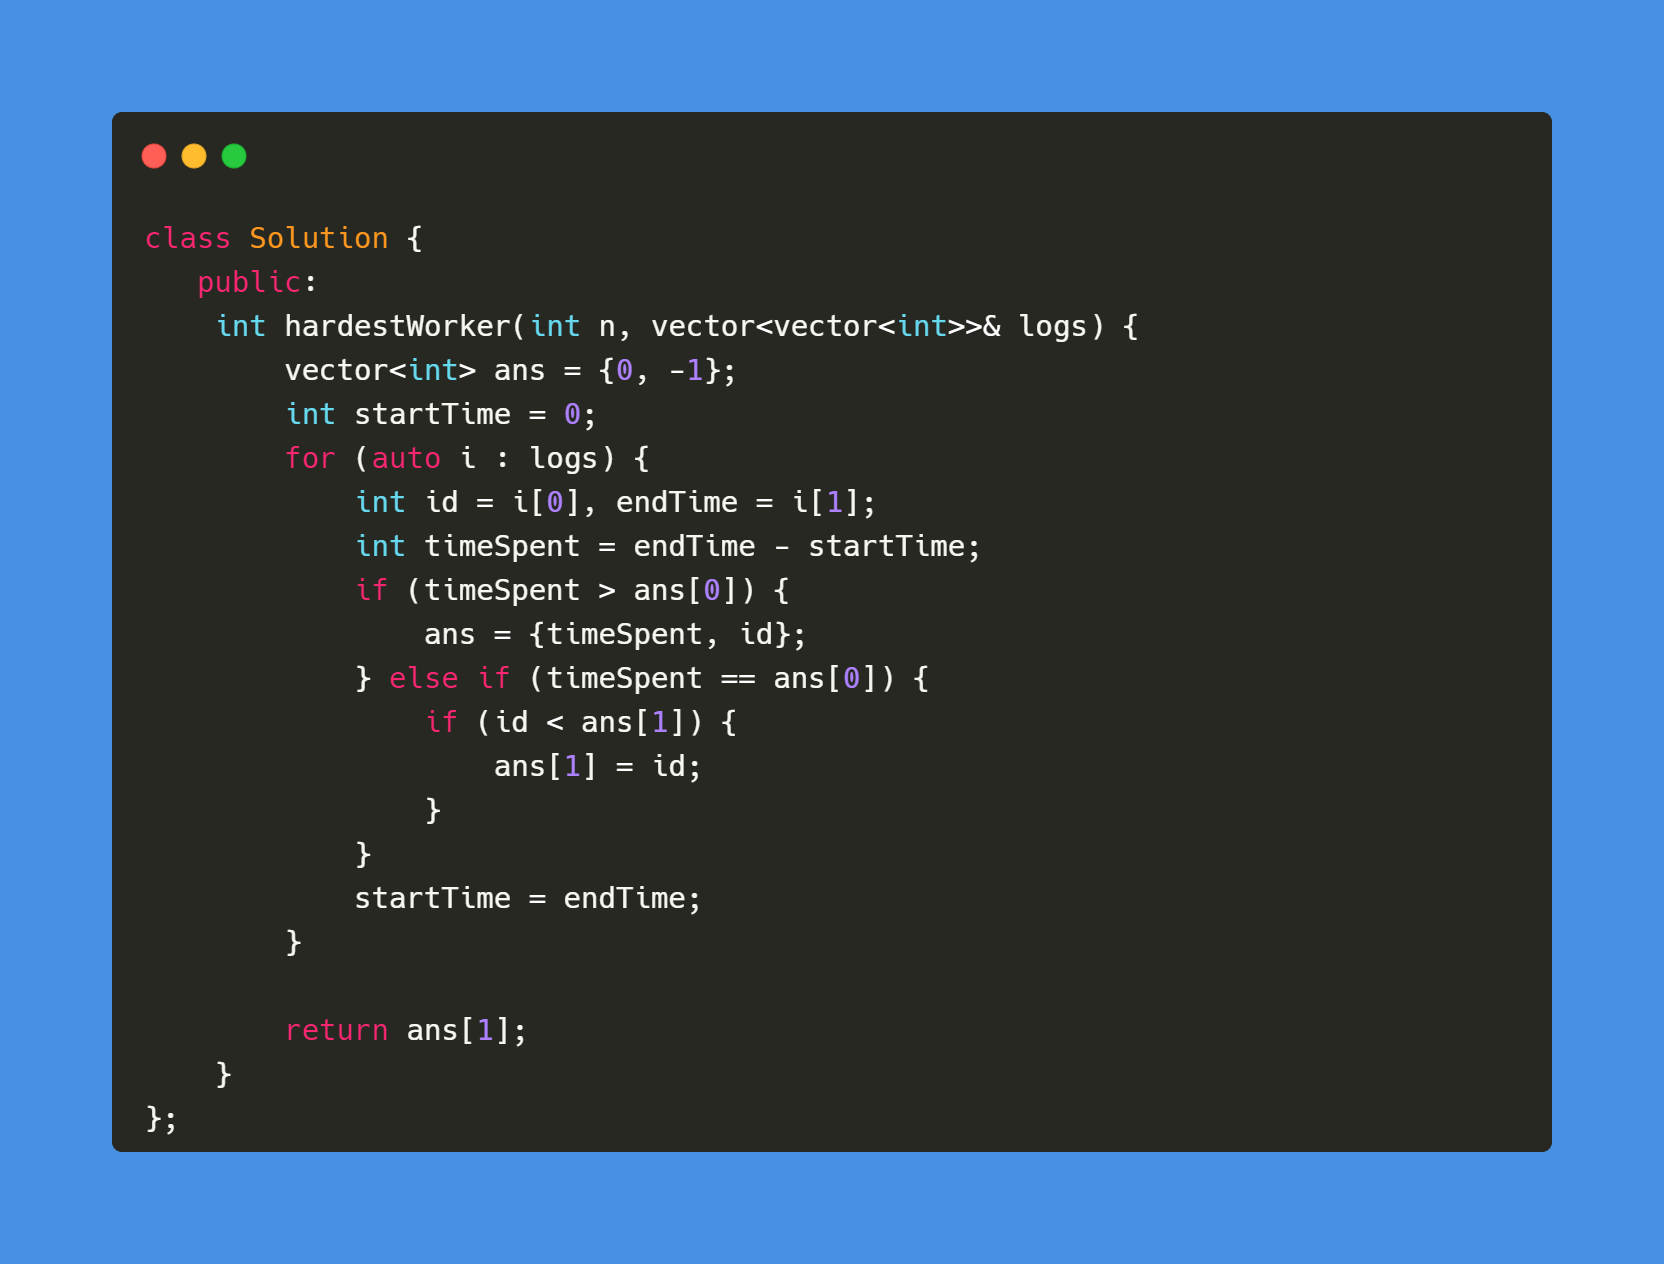 class Solution {
   public:
    int hardestWorker(int n, vector<vector<int>>& logs) {
        vector<int> ans = {0, -1};
        int startTime = 0;
        for (auto i : logs) {
            int id = i[0], endTime = i[1];
            int timeSpent = endTime - startTime;
            if (timeSpent > ans[0]) {
                ans = {timeSpent, id};
            } else if (timeSpent == ans[0]) {
                if (id < ans[1]) {
                    ans[1] = id;
                }
            }
            startTime = endTime;
        }

        return ans[1];
    }
};